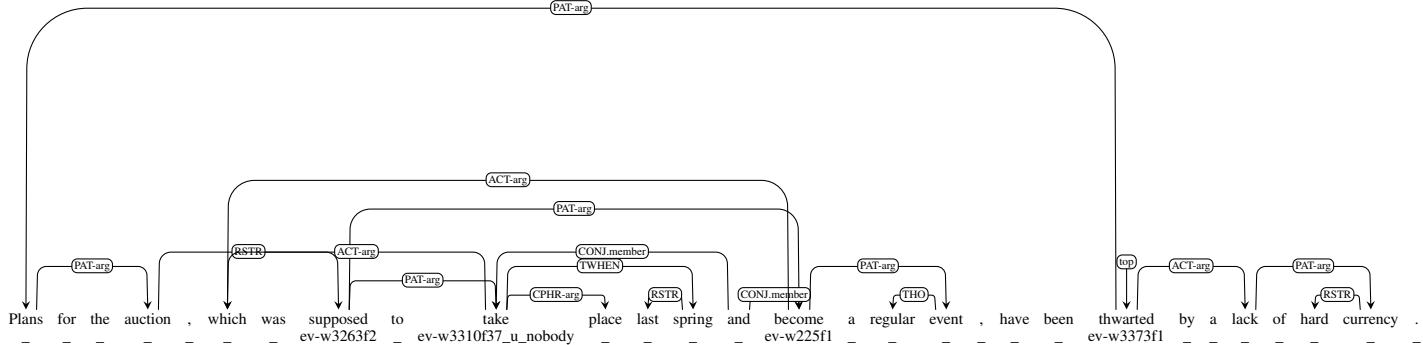 PAT-arg
ACT-arg
PAT-arg
RSTR ACT-arg CONJ.member
PAT-arg TWHEN PAT-arg top ACT-arg PAT-arg
PAT-arg
CPHR-arg RSTR CONJ.member THO RSTR
Plans for the auction , which was supposed to take place last spring and become a regular event , have been thwarted by a lack of hard currency .
_ _ _ _ _ _ _ ev-w3263f2 _ ev-w3310f37_u_nobody _ _ _ _ ev-w225f1 _ _ _ _ _ _ ev-w3373f1 _ _ _ _ _ _ _